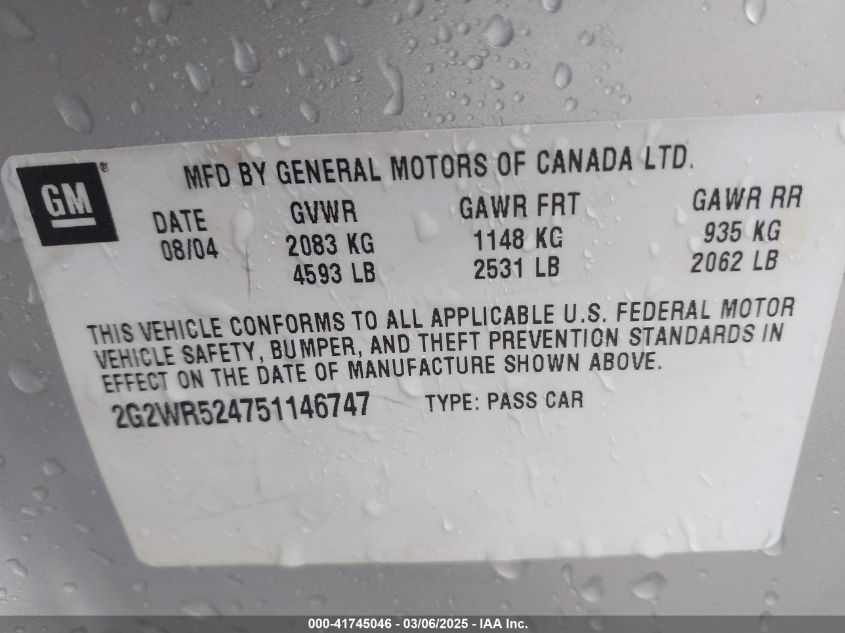 GM®
MFD BY GENERAL MOTORS OF CANADA LTD.
DATE GVWR GAWR FRT GAWR RR
08/04 2083 KG 1148 KG 935 KG
4593 LB 2531 LB 2062 LB
THIS VEHICLE CONFORMS TO ALL APPLICABLE U.S. FEDERAL MOTOR
VEHICLE SAFETY, BUMPER, AND THEFT PREVENTION STANDARDS IN
EFFECT ON THE DATE OF MANUFACTURE SHOWN ABOVE.
2G2WR524751146747 TYPE: PASS CAR
000-41745046 - 03/06/2025 - IAA Inc.